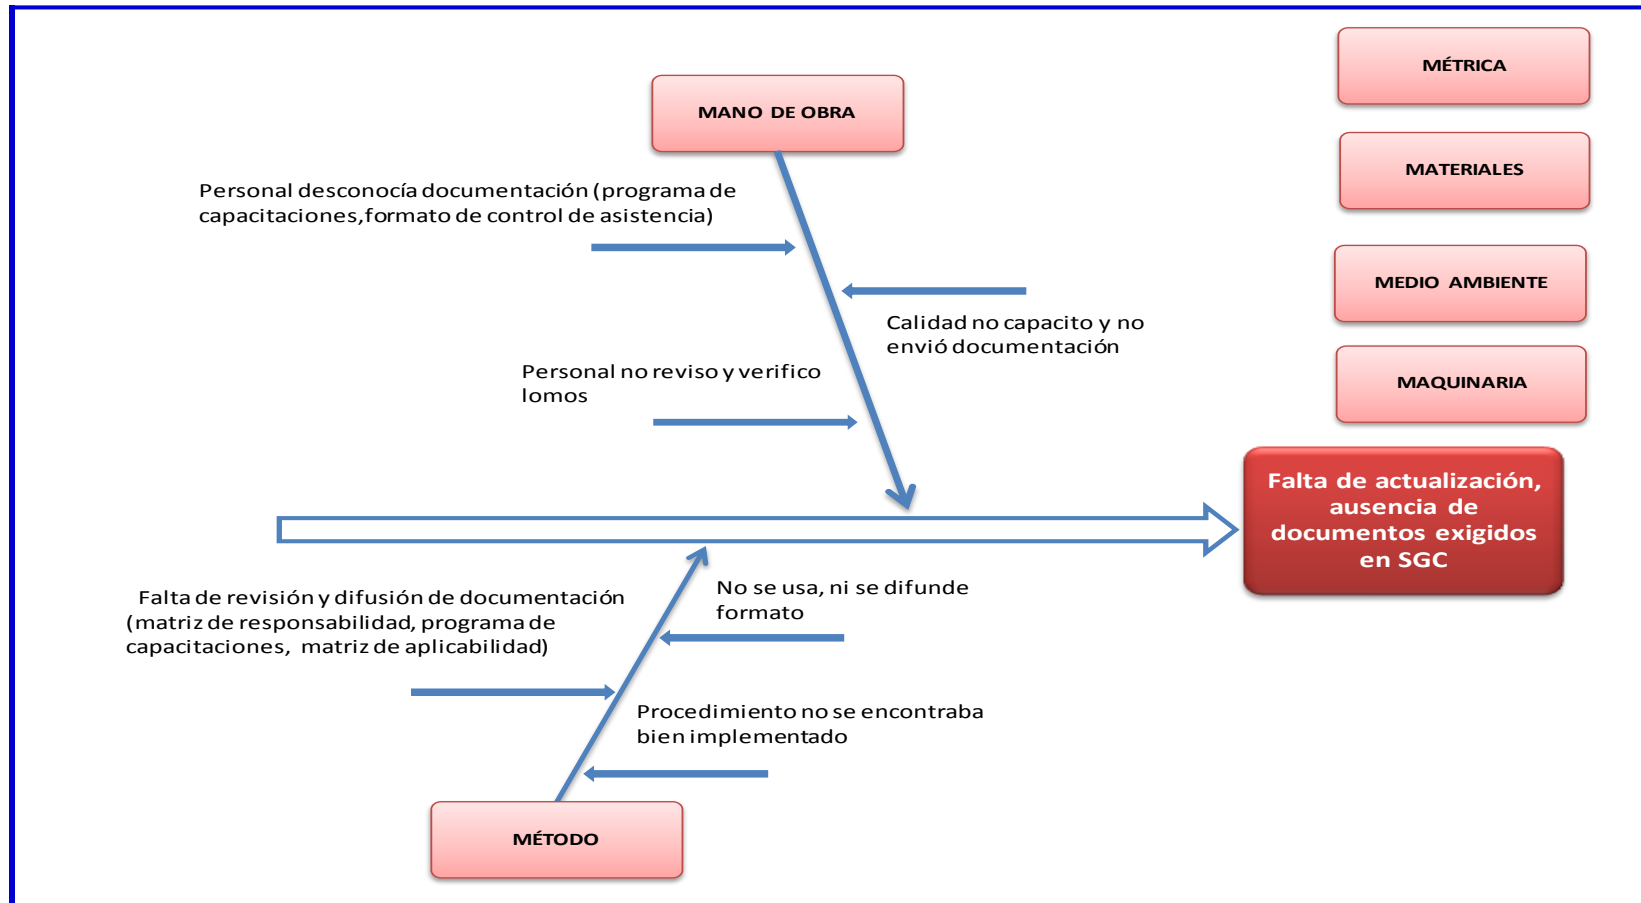 MÉTRICA
MANO DE OBRA
MATERIALES
Personal desconocía documentación (programa de
capacitaciones, formato de control de asistencia)
MEDIO AMBIENTE
Calidad no capacito y no
envió documentación
Personal no reviso y verifico
lomos
MAQUINARIA
Falta de actualización,
ausencia de
documentos exigidos
en SGC
No se usa, ni se difunde
formato
Falta de revisión y difusión de documentación
(matriz de responsabilidad, programa de
capacitaciones, matriz de aplicabilidad)
Procedimiento no se encontraba
bien implementado
MÉTODO